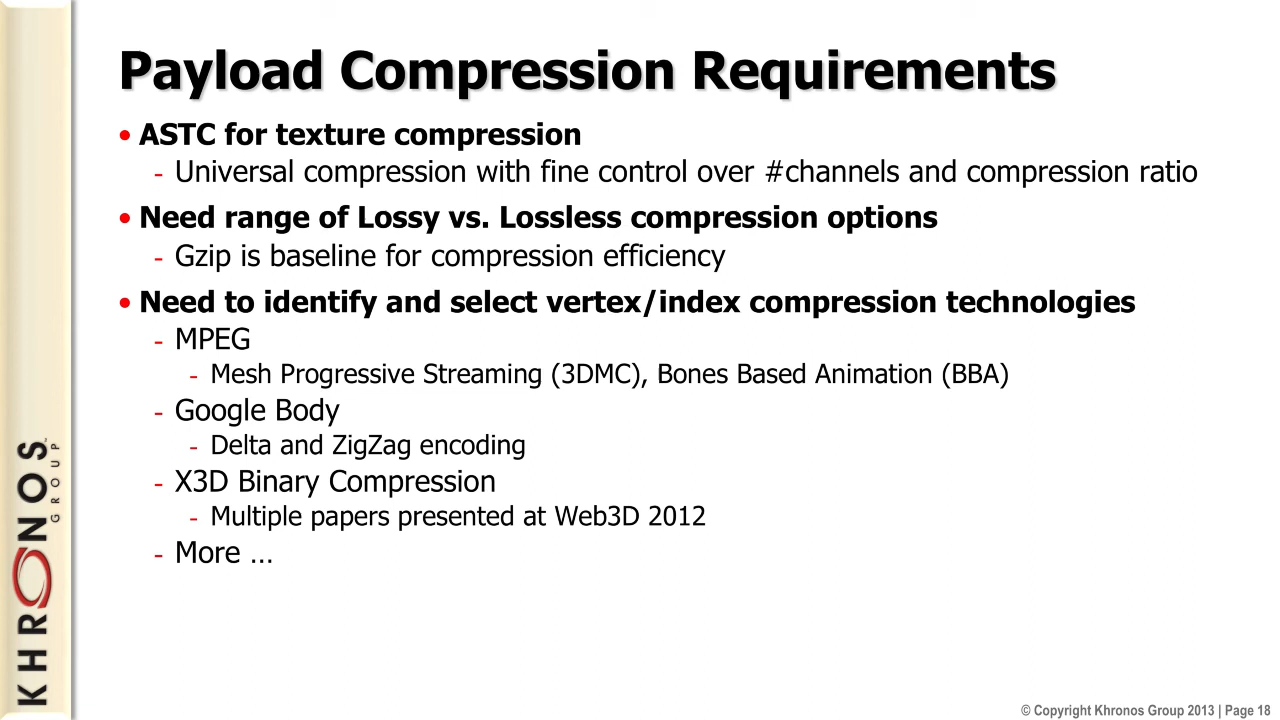 Payload Compression Requirements
• ASTC for texture compression
- Universal compression with fine control over #channels and compression ratio
• Need range of Lossy vs. Lossless compression options
- Gzip is baseline for compression efficiency
• Need to identify and select vertex/index compression technologies
- MPEG
- Mesh Progressive Streaming (3DMC), Bones Based Animation (BBA)
- Google Body
- Delta and ZigZag encoding
- X3D Binary Compression
- Multiple papers presented at Web3D 2012
- More …
KHRONOS™
GROUP
© Copyright Khronos Group 2013 | Page 18